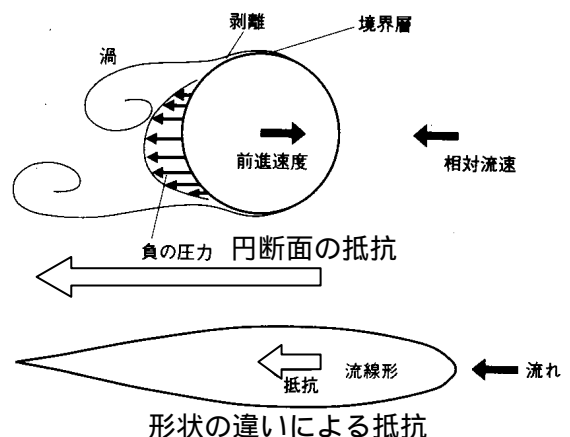 剥離
境界層
渦
前進速度
相対流速
負の圧力
円断面の抵抗
抵抗
流線形
流れ
形状の違いによる抵抗